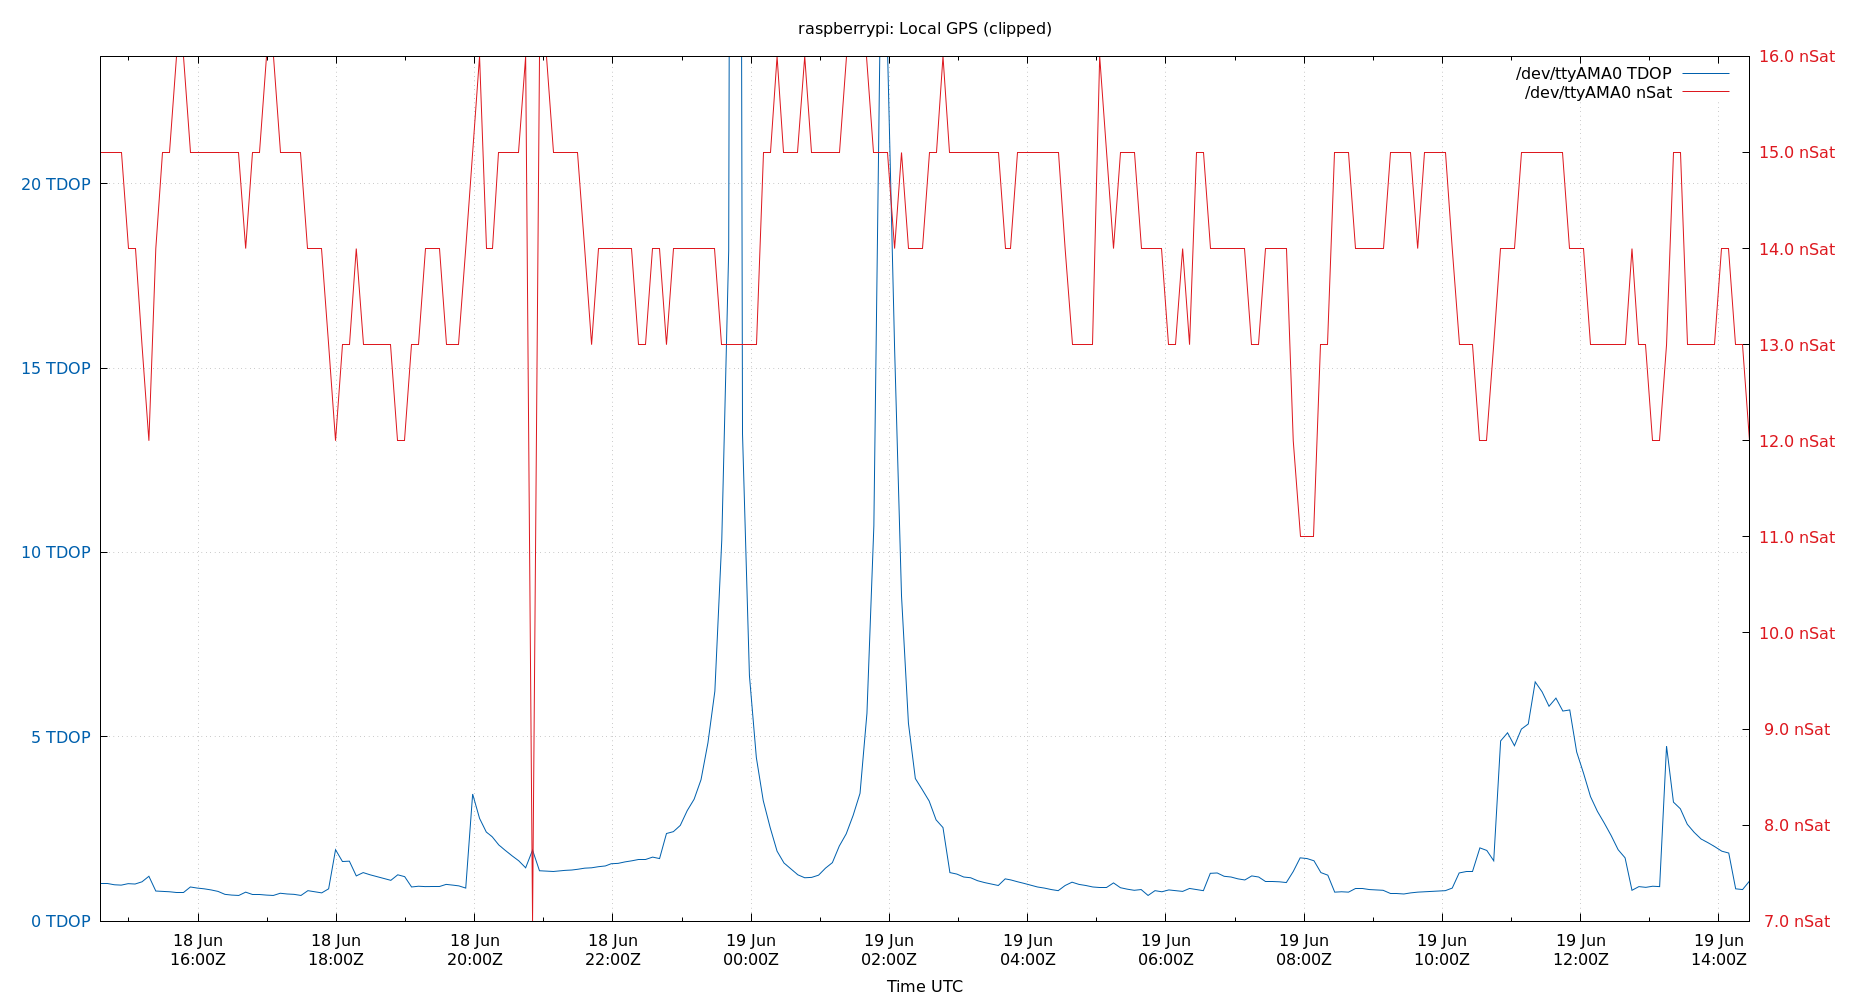 raspberrypi: Local GPS (clipped)
/dev/ttyAMA0 TDOP
/dev/ttyAMA0 nSat
20 TDOP
15 TDOP
10 TDOP
5 TDOP
0 TDOP
16.0 nSat
15.0 nSat
14.0 nSat
13.0 nSat
12.0 nSat
11.0 nSat
10.0 nSat
9.0 nSat
8.0 nSat
7.0 nSat
18 Jun 18 Jun 18 Jun 18 Jun 19 Jun 19 Jun 19 Jun 19 Jun 19 Jun 19 Jun 19 Jun 19 Jun
16:00Z 18:00Z 20:00Z 22:00Z 00:00Z 02:00Z 04:00Z 06:00Z 08:00Z 10:00Z 12:00Z 14:00Z
Time UTC